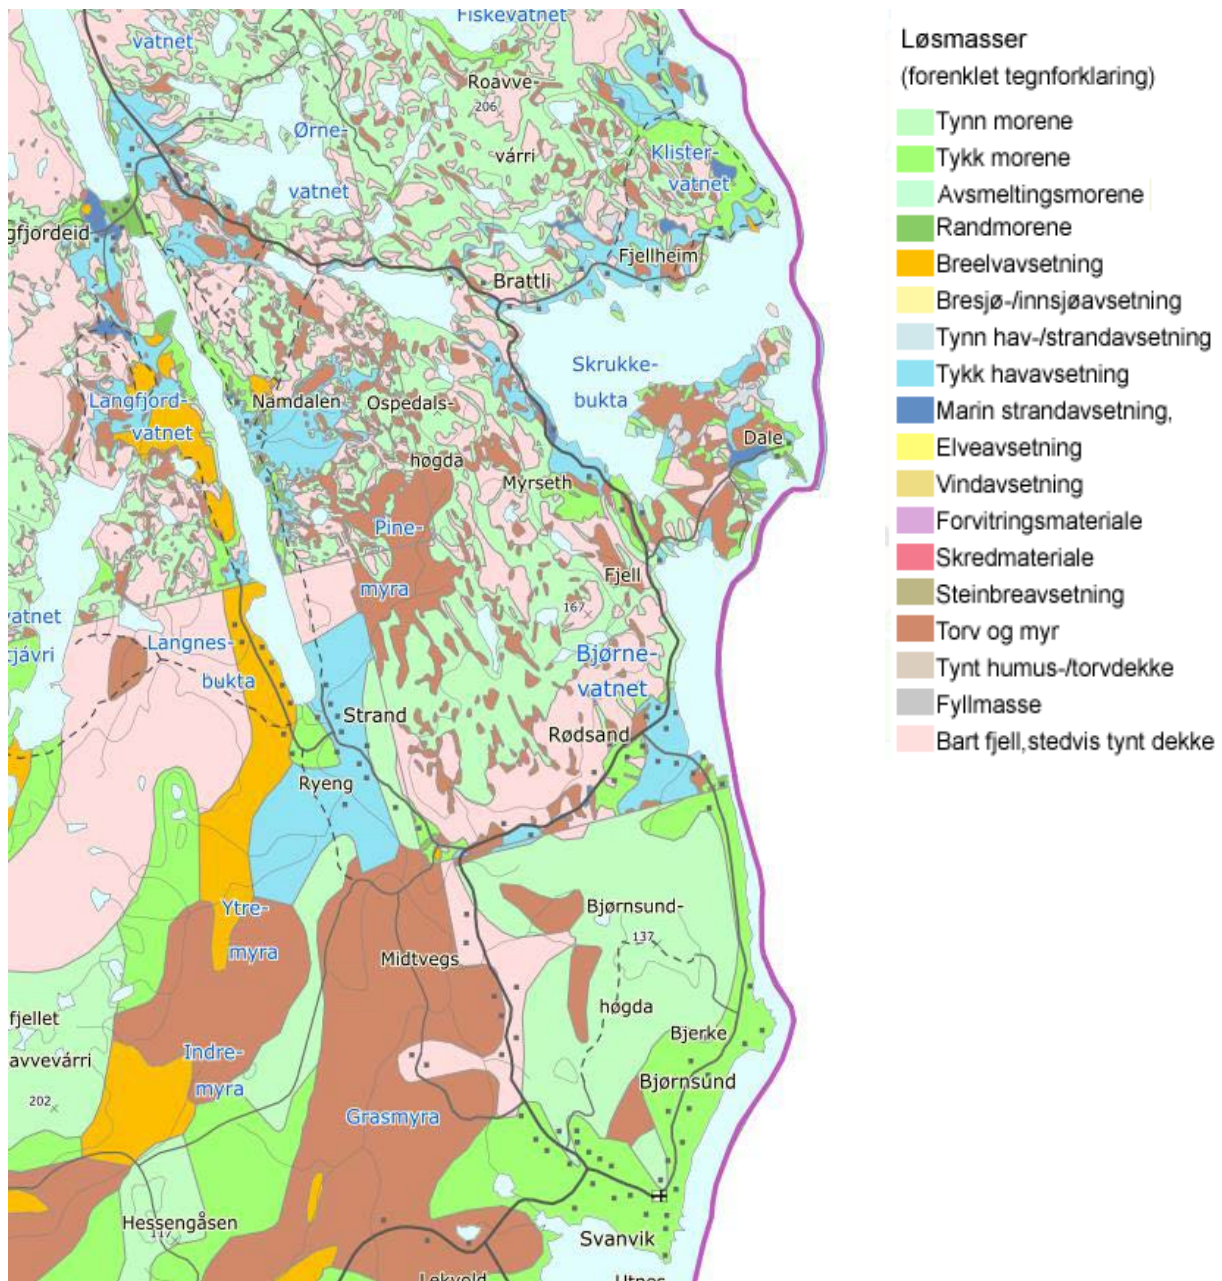 Fiskevatnet
vatnet
Roavve-
206
várri
Ørne-
vatnet
Klister-
vatnet
gfjordeid
Fjellheim
Brattli
Skrukke-
bukta
Langfjord-
vatnet
Namdalen
Ospedals-
høgda
Dale
Myrseth
Pine-
myra
Fjell
167
vatnet
jávri
Langnes-
bukta
Bjørne-
vatnet
Strand
Rødsand
Ryeng
Ytre-
myra
Bjørnsund-
137
høgda
Midtvegs
fjellet
avvevárri
202
Indre-
myra
Bjerke
Bjørnsund
Grasmyra
Hessengåsen
117
Svanvik
Lekvold
Utnes
Løsmasser
(forenklet tegnforklaring)
Tynn morene
Tykk morene
Avsmeltingsmorene
Randmorene
Breelvavsetning
Bresjø-/innsjøavsetning
Tynn hav-/strandavsetning
Tykk havavsetning
Marin strandavsetning,
Elveavsetning
Vindavsetning
Forvitringsmateriale
Skredmateriale
Steinbreavsetning
Torv og myr
Tynt humus-/torvdekke
Fyllmasse
Bart fjell,stedvis tynt dekke